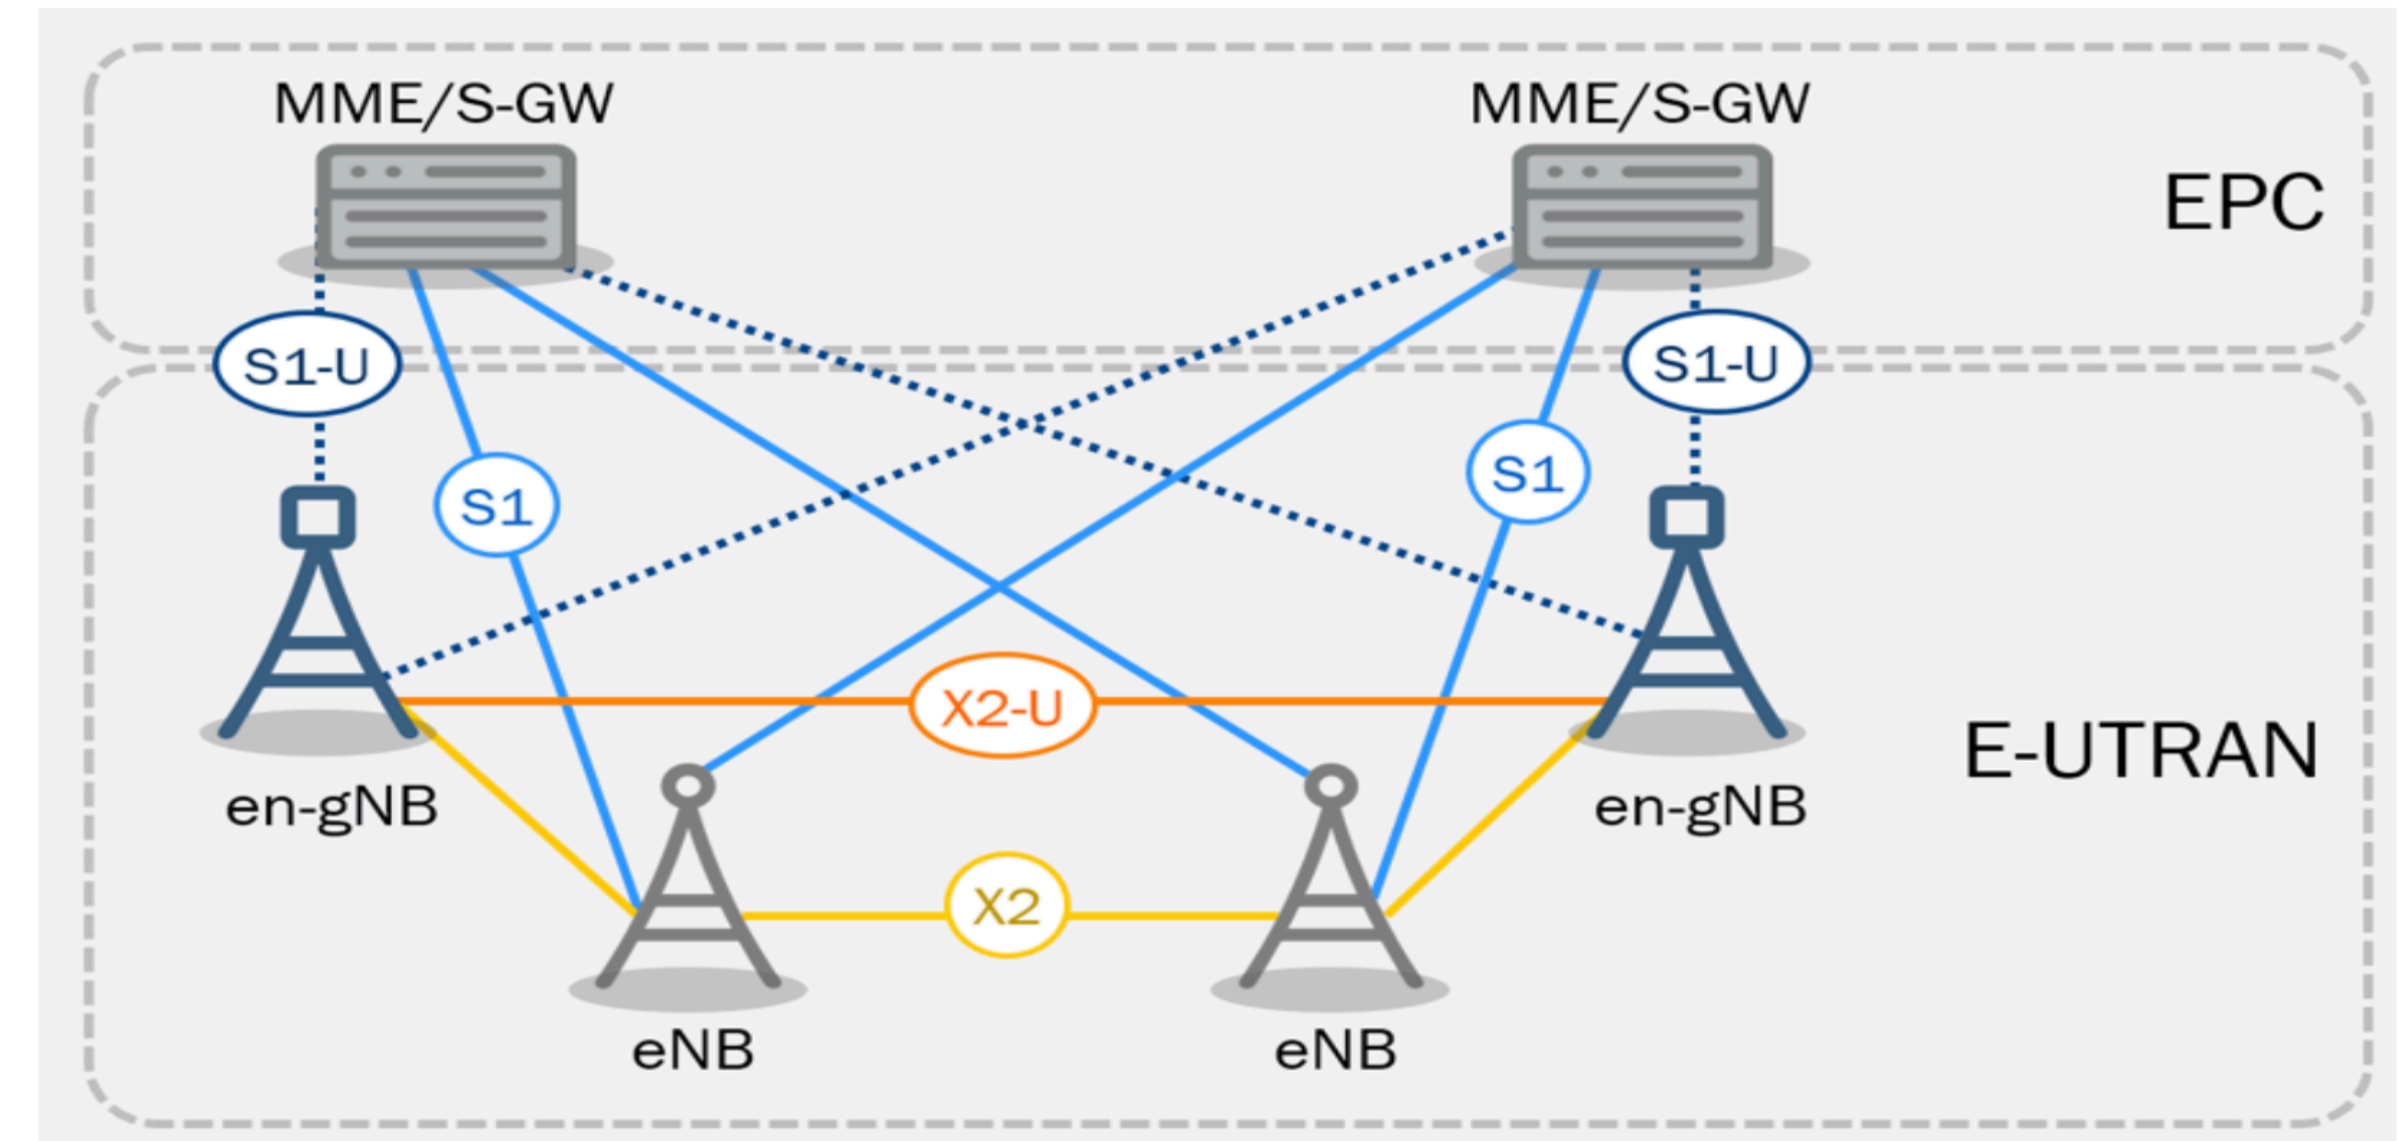 MME/S-GW
MME/S-GW
EPC
S1-U
S1-U
S1
S1
X2-U
E-UTRAN
en-gNB
en-gNB
X2
eNB
eNB